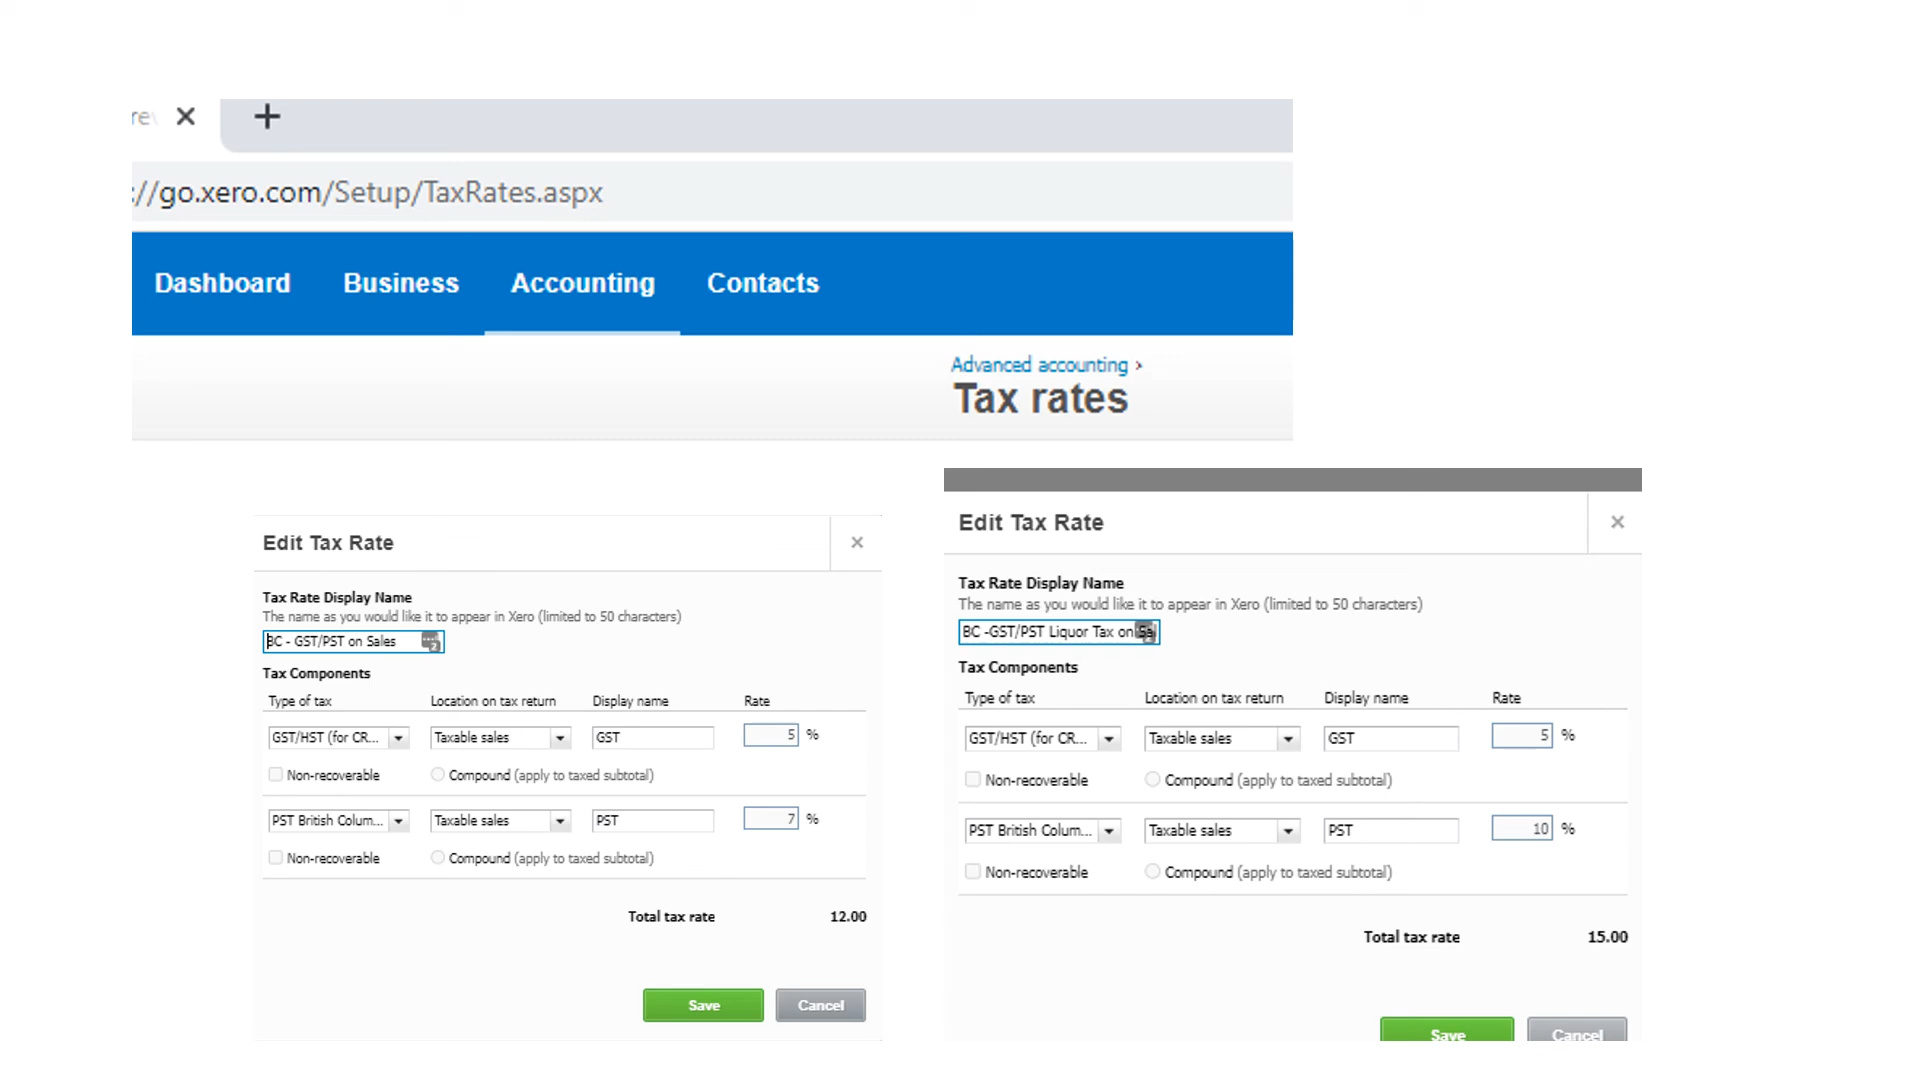 ://go.xero.com/Setup/TaxRates.aspx
Dashboard Business Accounting Contacts
Advanced accounting ›
Tax rates
Edit Tax Rate
Tax Rate Display Name
The name as you would like it to appear in Xero (limited to 50 characters)
BC - GST/PST on Sales
Tax Components
Type of tax Location on tax return Display name Rate
GST/HST (for CR... Taxable sales GST 5 %
Non-recoverable Compound (apply to taxed subtotal)
PST British Colum... Taxable sales PST 7 %
Non-recoverable Compound (apply to taxed subtotal)
Total tax rate 12.00
Save Cancel
Edit Tax Rate
Tax Rate Display Name
The name as you would like it to appear in Xero (limited to 50 characters)
BC -GST/PST Liquor Tax on
Tax Components
Type of tax Location on tax return Display name Rate
GST/HST (for CR... Taxable sales GST 5 %
Non-recoverable Compound (apply to taxed subtotal)
PST British Colum... Taxable sales PST 10 %
Non-recoverable Compound (apply to taxed subtotal)
Total tax rate 15.00
Save Cancel